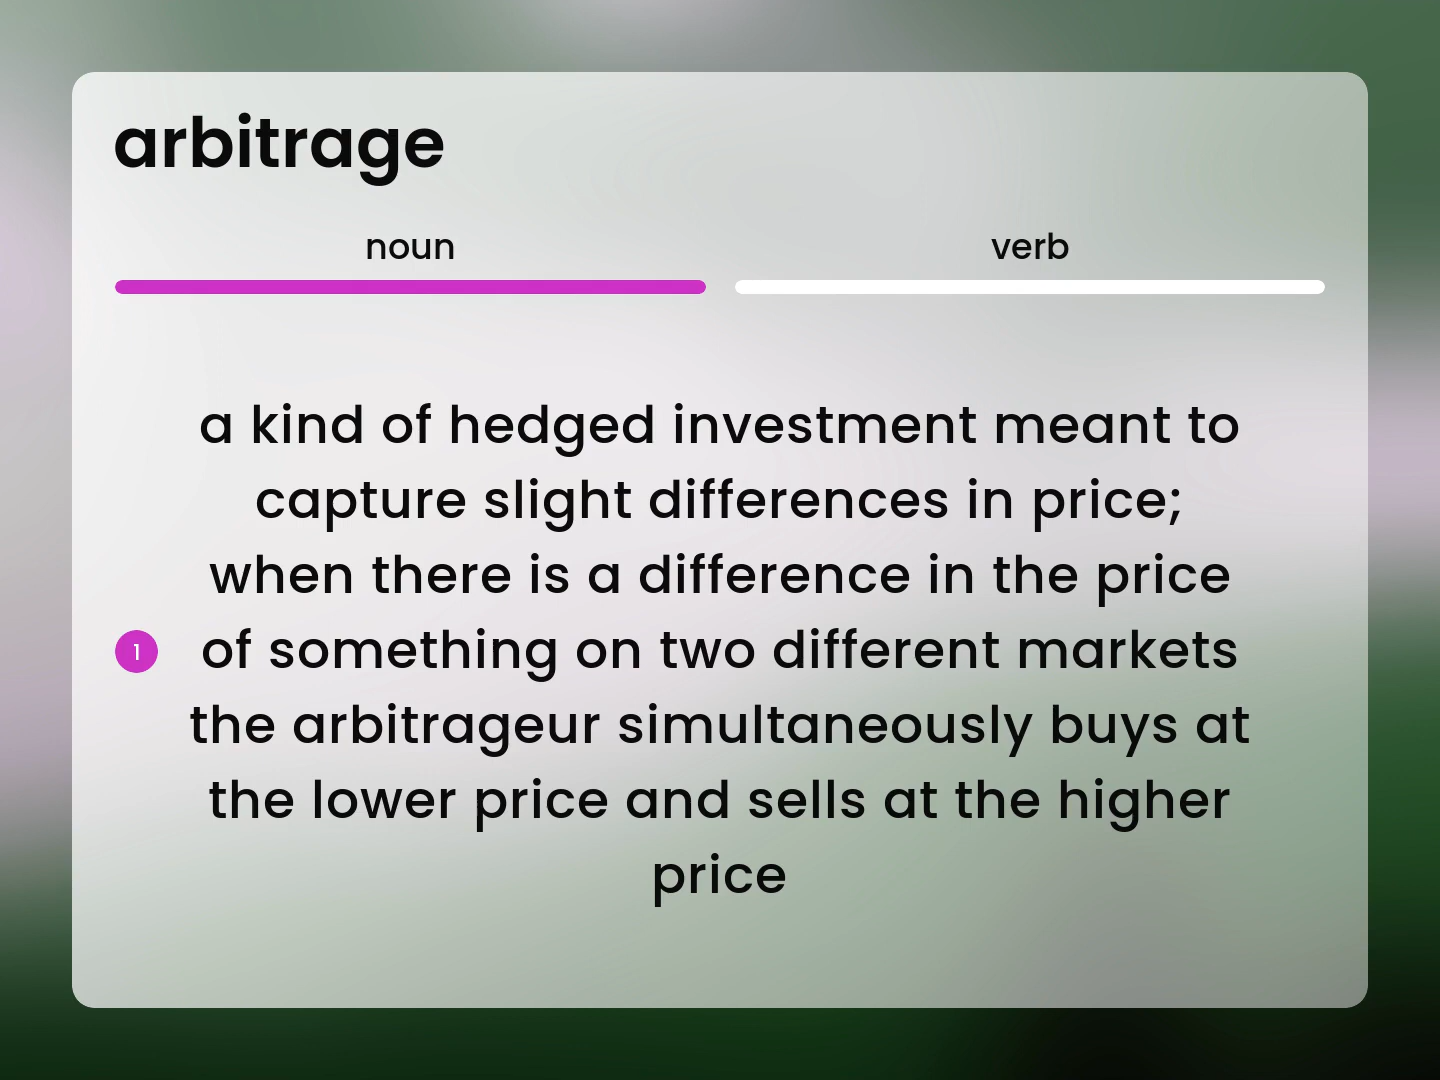 arbitrage
noun
verb
a kind of hedged investment meant to
capture slight differences in price;
when there is a difference in the price
1
of something on two different markets
the arbitrageur simultaneously buys at
the lower price and sells at the higher
price